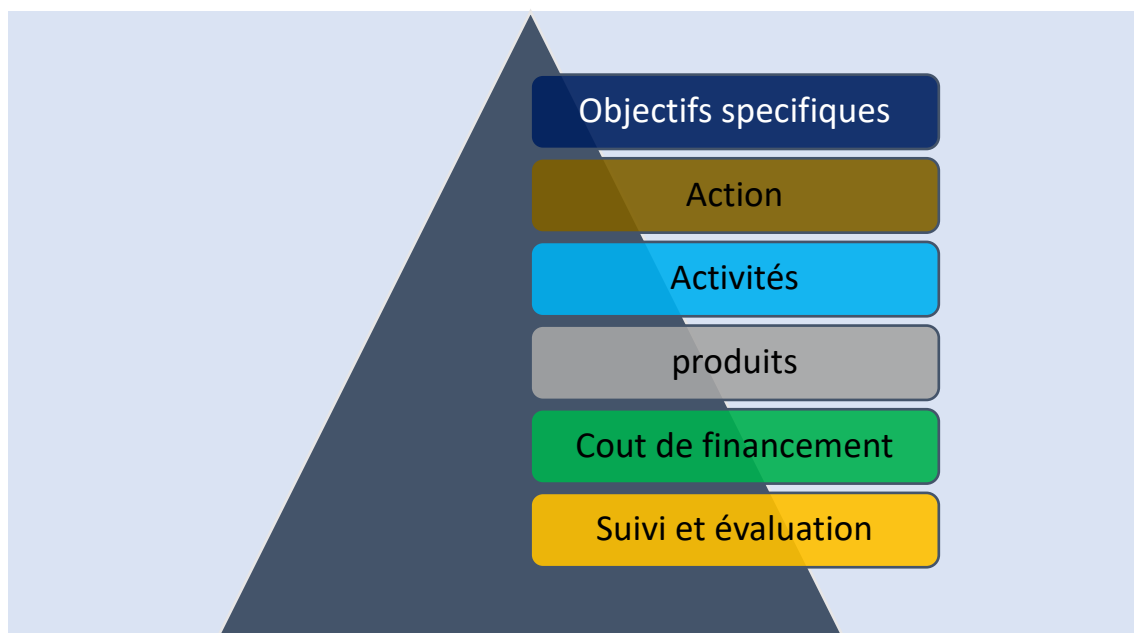 Objectifs specifiques
Action
Activités
produits
Cout de financement
Suivi et évaluation